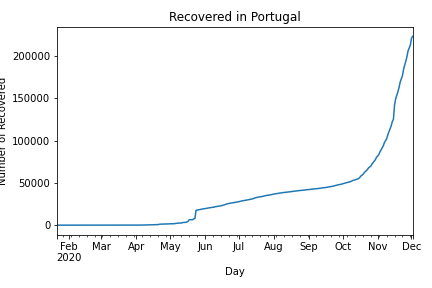 Recovered in Portugal
Number of Recovered
200000
150000
100000
50000
0
Feb Mar Apr May Jun Jul Aug Sep Oct Nov Dec
2020
Day